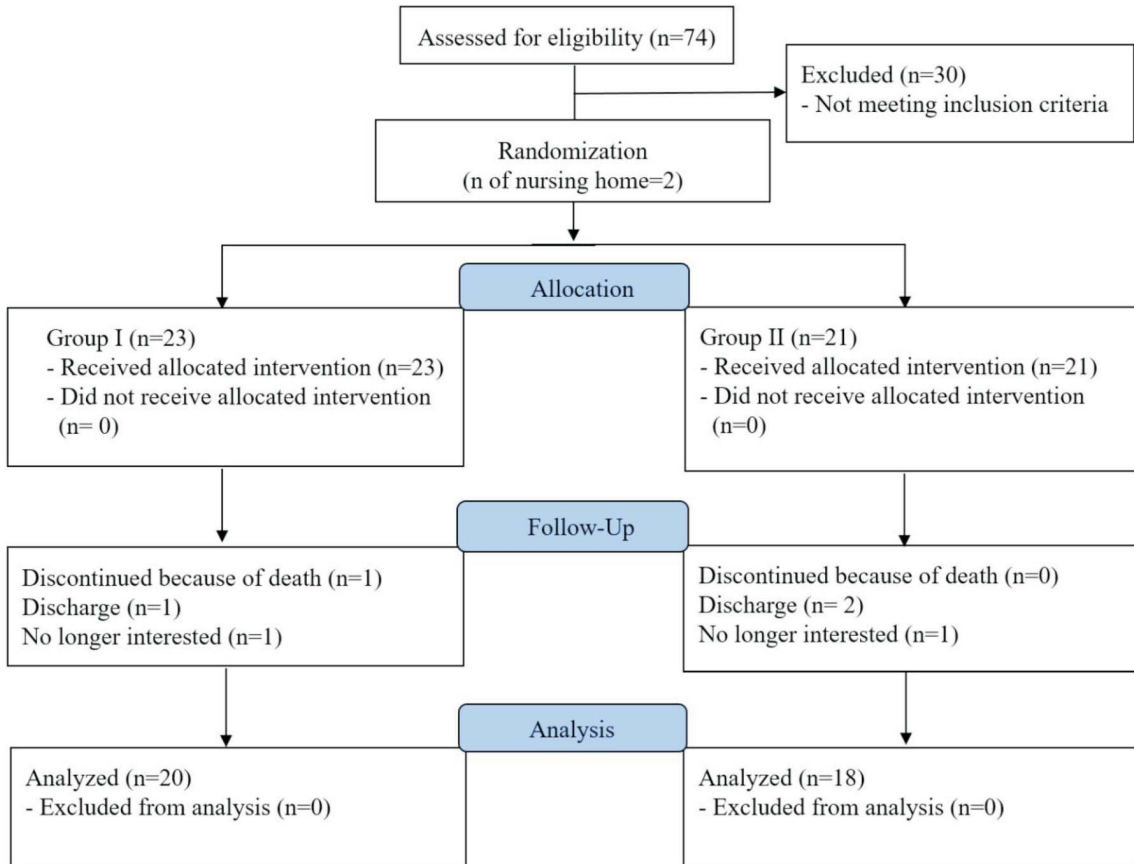 Assessed for eligibility (n=74)
Excluded (n=30)
- Not meeting inclusion criteria
Randomization
(n of nursing home=2)
Allocation
Group I (n=23)
- Received allocated intervention (n=23)
- Did not receive allocated intervention
(n= 0)
Group II (n=21)
- Received allocated intervention (n=21)
- Did not receive allocated intervention
(n=0)
Follow-Up
Discontinued because of death (n=1)
Discharge (n=1)
No longer interested (n=1)
Discontinued because of death (n=0)
Discharge (n= 2)
No longer interested (n=1)
Analysis
Analyzed (n=20)
- Excluded from analysis (n=0)
Analyzed (n=18)
- Excluded from analysis (n=0)